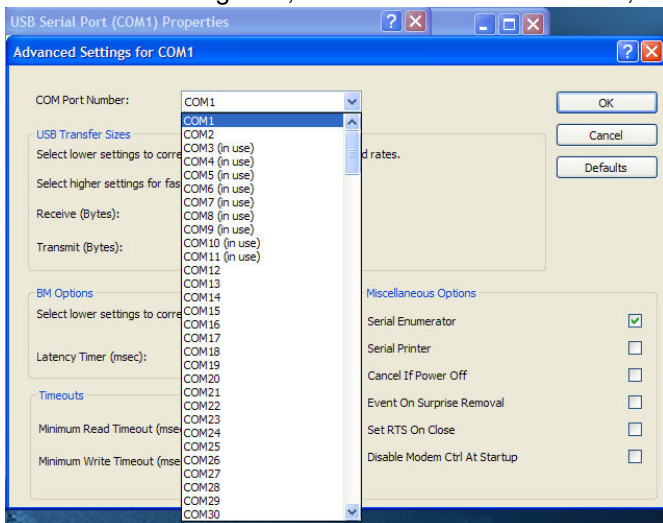 USB Serial Port (COM1) Properties
Advanced Settings for COM1
COM Port Number:
COM1
OK
Cancel
Defaults
COM1
COM2
COM3 (in use)
COM4 (in use)
COM5 (in use)
COM6 (in use)
COM7 (in use)
COM8 (in use)
COM9 (in use)
COM10 (in use)
COM11 (in use)
COM12
COM13
COM14
COM15
COM16
COM17
COM18
COM19
COM20
COM21
COM22
COM23
COM24
COM25
COM26
COM27
COM28
COM29
COM30
USB Transfer Sizes
Select lower settings to corre d rates.
Select higher settings for fas
Receive (Bytes):
Transmit (Bytes):
BM Options
Select lower settings to corre
Latency Timer (msec):
Timeouts
Minimum Read Timeout (mse
Minimum Write Timeout (mse
Miscellaneous Options
Serial Enumerator
Serial Printer
Cancel If Power Off
Event On Surprise Removal
Set RTS On Close
Disable Modem Ctrl At Startup